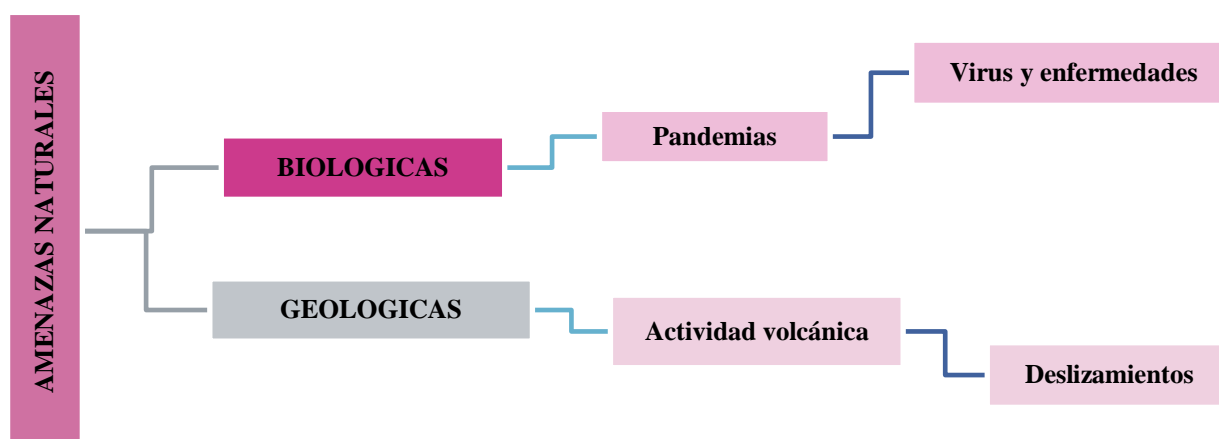 AMENAZAS NATURALES
BIOLOGICAS
Pandemias
Virus y enfermedades
GEOLOGICAS
Actividad volcánica
Deslizamientos